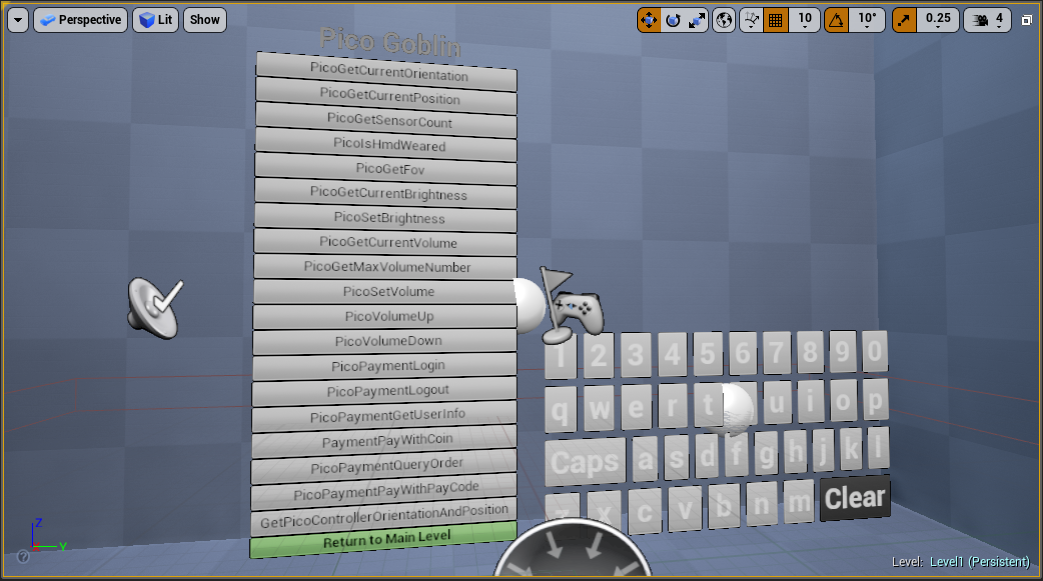 Perspective Lit Show 10 10° 0.25 4
Pico Goblin
PicoGetCurrentOrientation
PicoGetCurrentPosition
PicoGetSensorCount
PicoIsHmdWeared
PicoGetFov
PicoGetCurrentBrightness
PicoSetBrightness
PicoGetCurrentVolume
PicoGetMaxVolumeNumber
PicoSetVolume
PicoVolumeUp
PicoVolumeDown
PicoPaymentLogin
PicoPaymentLogout
PicoPaymentGetUserInfo
PaymentPayWithCoin
PicoPaymentQueryOrder
PicoPaymentPayWithPayCode
GetPicoControllerOrientationAndPosition
Return to Main Level
1 2 3 4 5 6 7 8 9 0
q w e r t u i o p
Caps a s d f g h j k l
z x c v b n m Clear
Z
Y
?
Level: Level1 (Persistent)